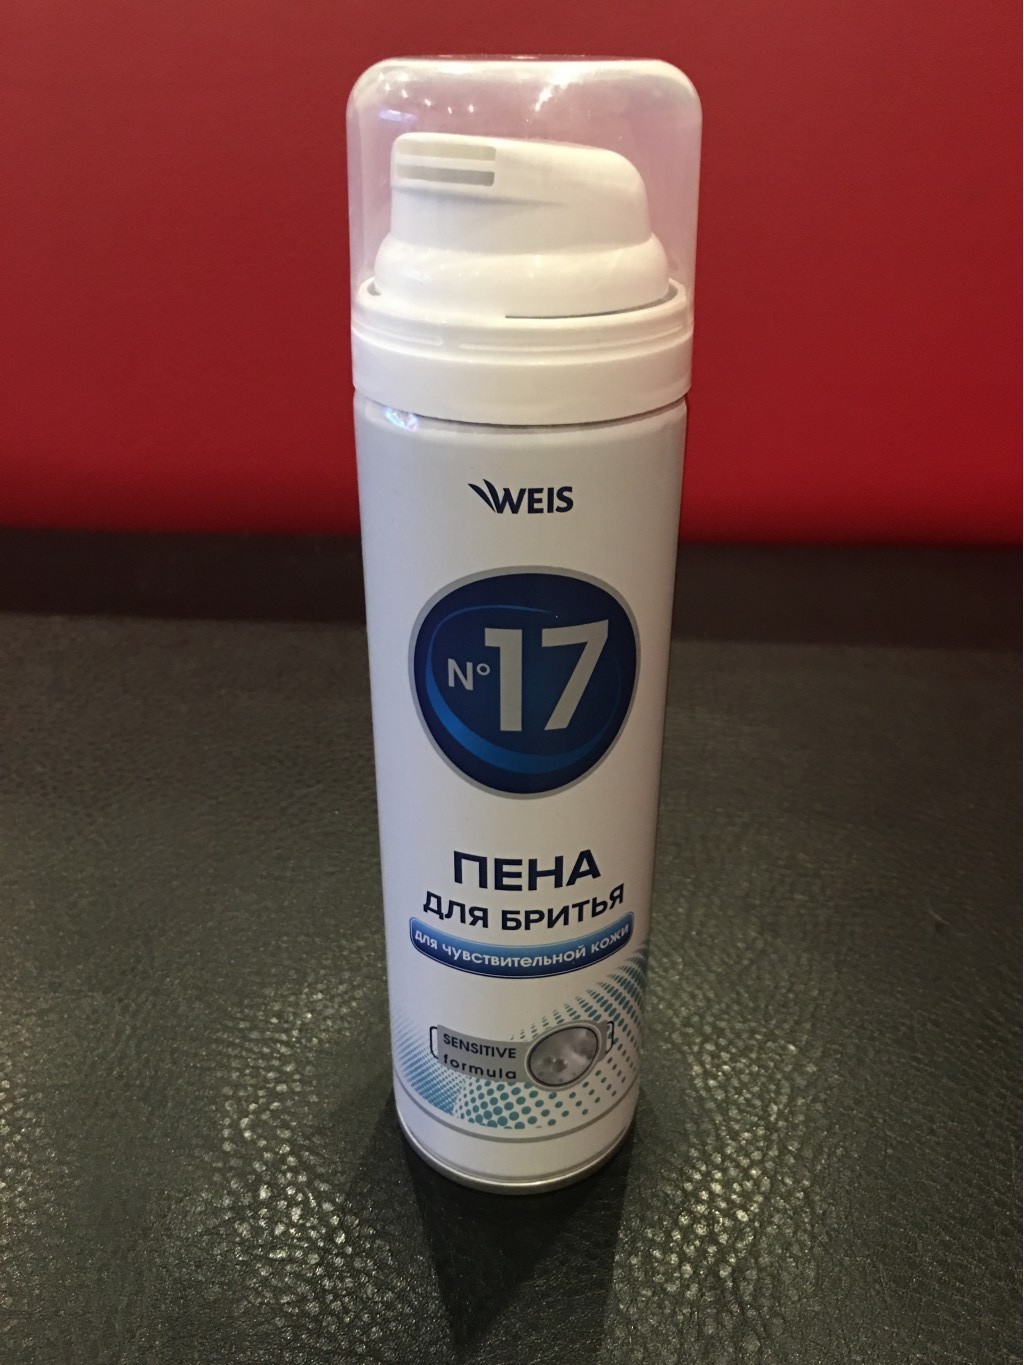 WEIS
Nº17
ПЕНА
ДЛЯ БРИТЬЯ
для чувствительной кожи
SENSITIVE
formula